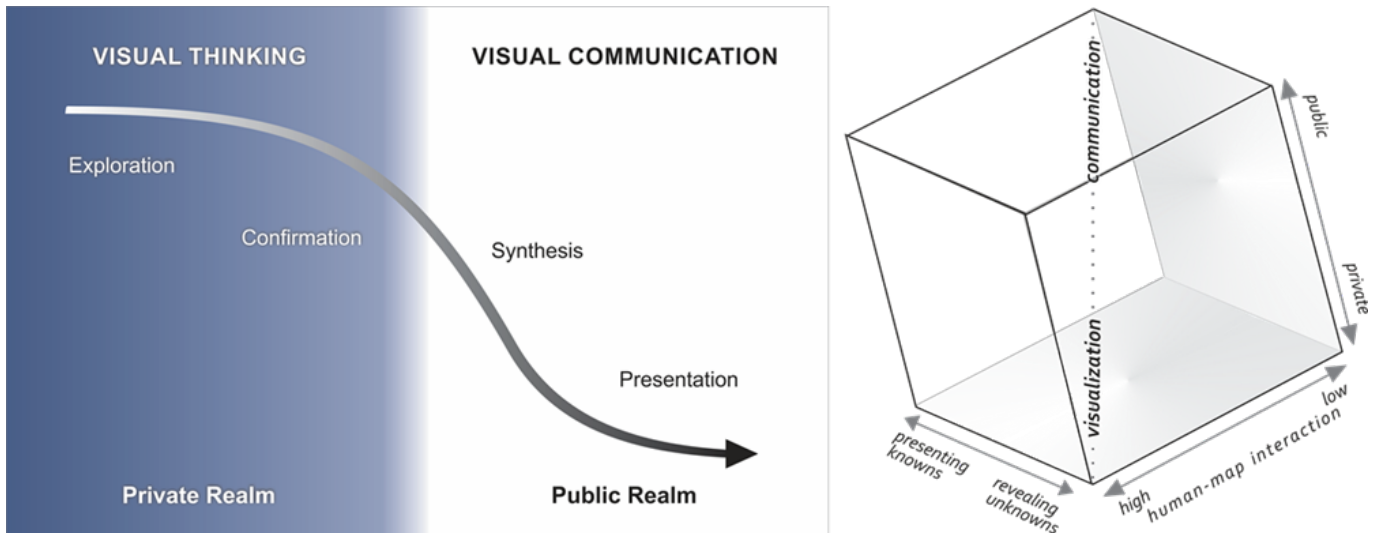 VISUAL THINKING
VISUAL COMMUNICATION
Exploration
Confirmation
Synthesis
Presentation
Private Realm
Public Realm
communication
visualization
public
private
presenting
knowns
revealing
unknowns
low
high
human-map interaction